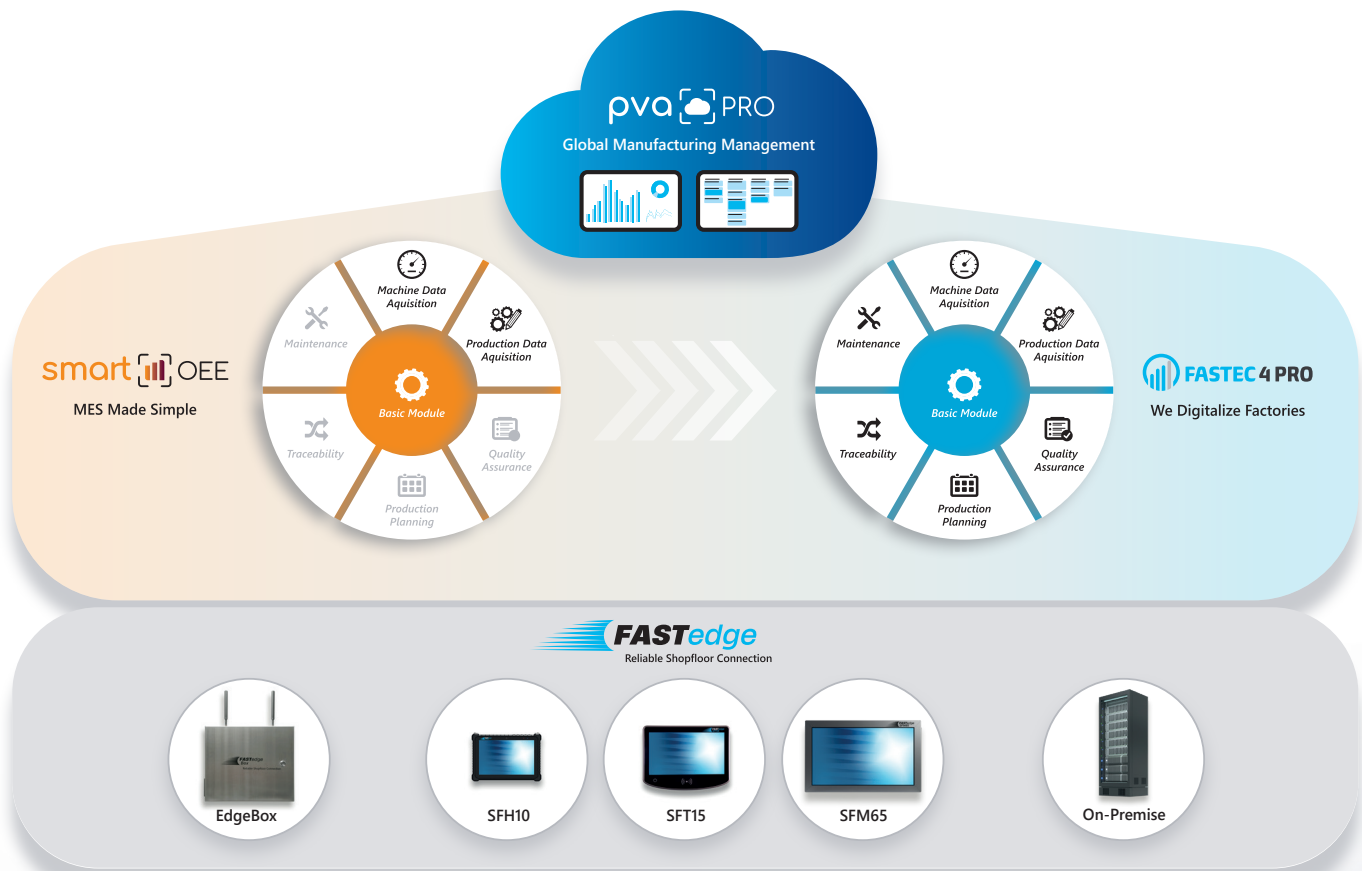 pva PRO
Global Manufacturing Management
smart OEE
MES Made Simple
Machine Data
Aquisition
Production Data
Aquisition
Quality
Assurance
Production
Planning
Traceability
Maintenance
Basic Module
Machine Data
Aquisition
Production Data
Aquisition
Quality
Assurance
Production
Planning
Traceability
Maintenance
Basic Module
FASTEC 4 PRO
We Digitalize Factories
FASTedge
Reliable Shopfloor Connection
FASTedge
EdgeBox
SFH10
SFT15
SFM65
On-Premise